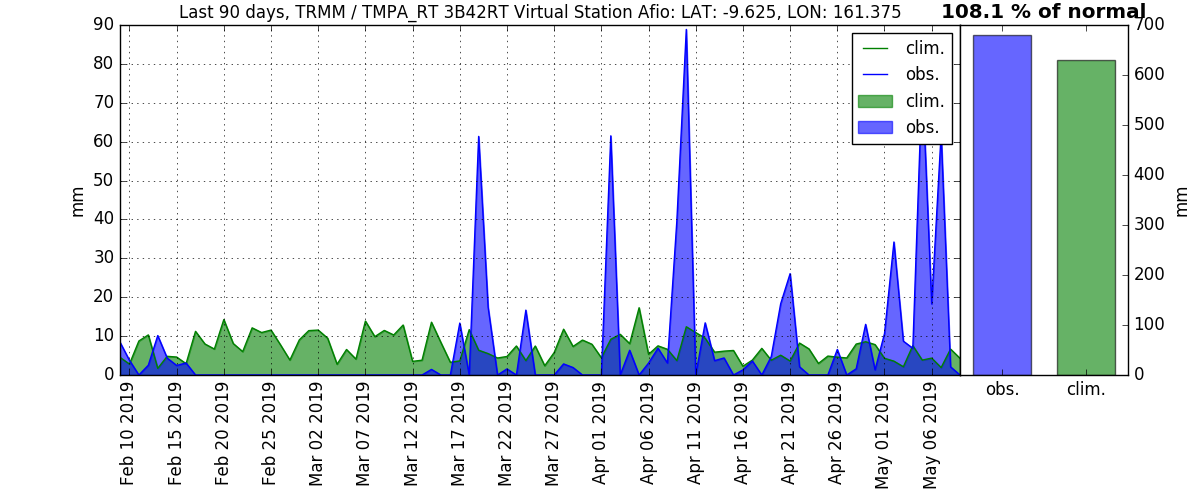 Last 90 days, TRMM / TMPA_RT 3B42RT Virtual Station Afio: LAT: -9.625, LON: 161.375
108.1 % of normal
90
80
70
60
50
40
30
20
10
0
mm
clim.
obs.
clim.
obs.
700
600
500
400
300
200
100
0
mm
Feb 10 2019
Feb 15 2019
Feb 20 2019
Feb 25 2019
Mar 02 2019
Mar 07 2019
Mar 12 2019
Mar 17 2019
Mar 22 2019
Mar 27 2019
Apr 01 2019
Apr 06 2019
Apr 11 2019
Apr 16 2019
Apr 21 2019
Apr 26 2019
May 01 2019
May 06 2019
obs.
clim.